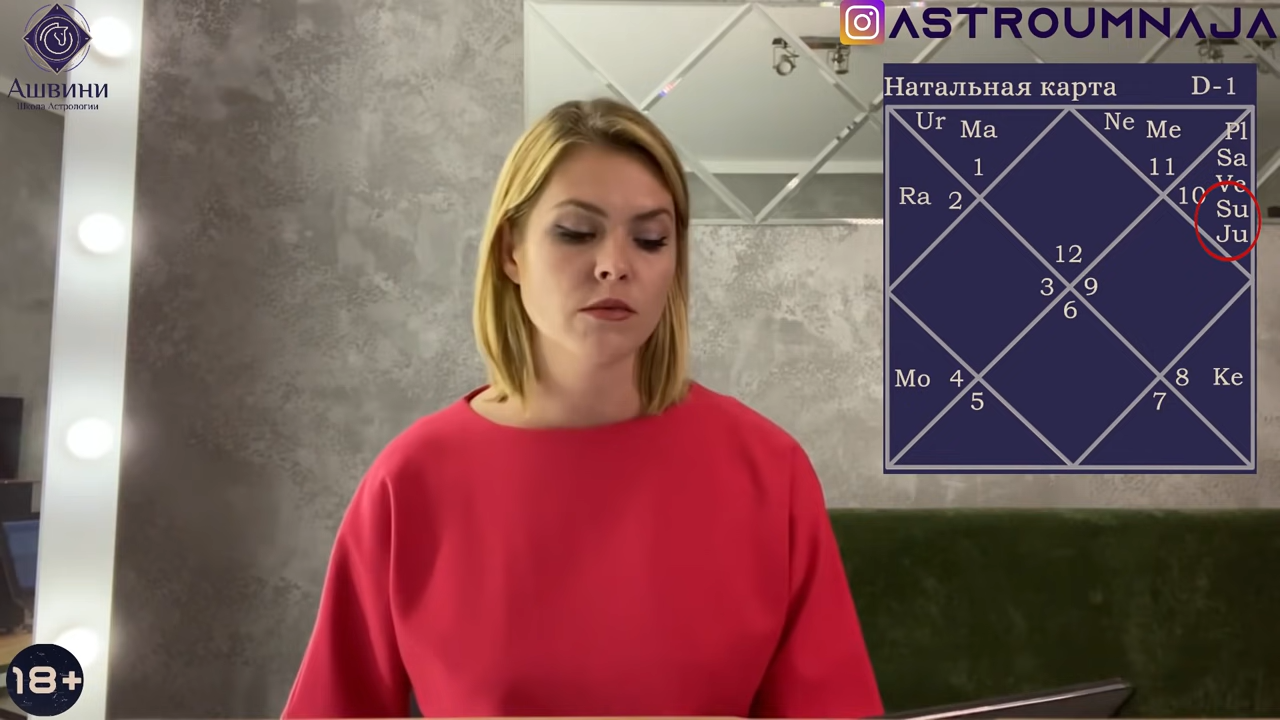 Ашвини
Школа Астрологии
ASTROUMNAJA
Натальная карта D-1
Ur Ma
Ne Me
Pl
Sa
Ve
Su
Ju
1
11
10
Ra 2
12
3 9
6
Mo 4
5
8 Ke
7
18+